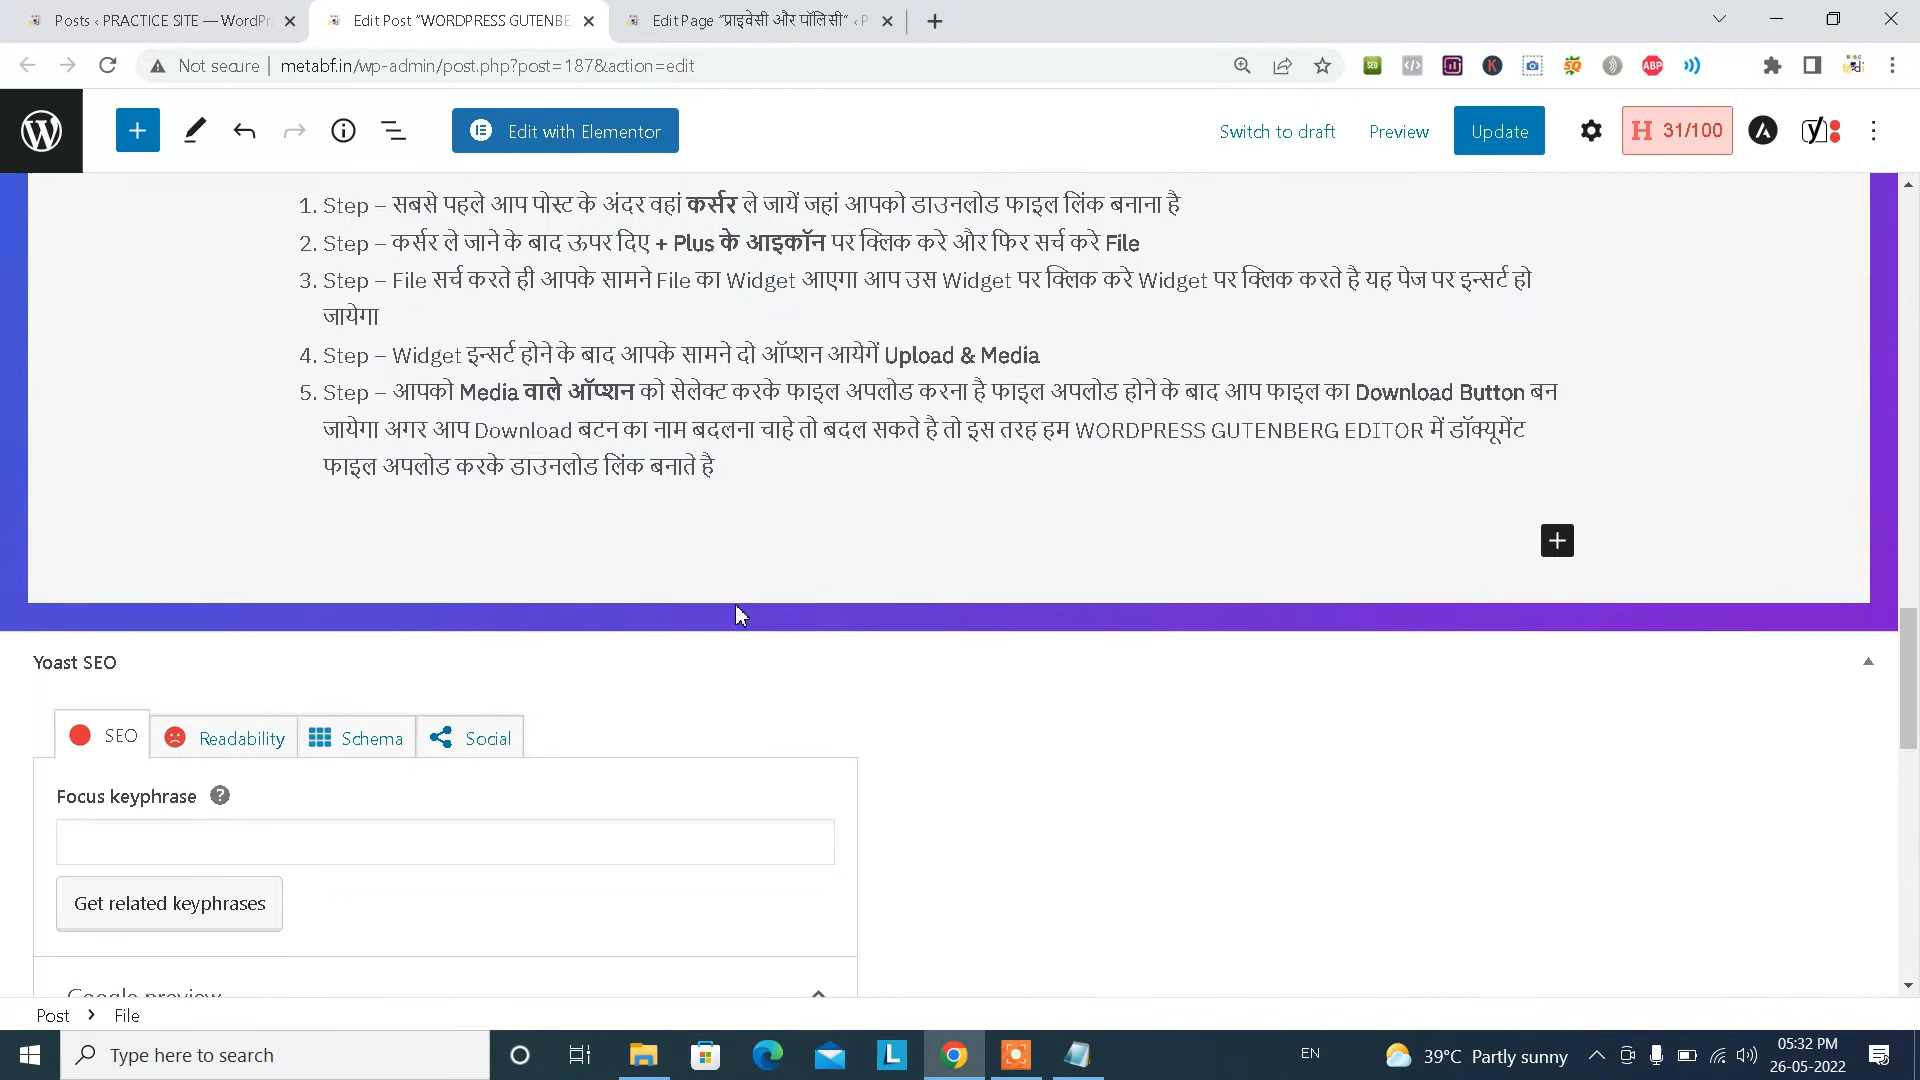 Posts ‹ PRACTICE SITE — WordPr
Edit Post "WORDPRESS GUTENBE
Edit Page "प्राइवेसी और पॉलिसी" ‹ P
Not secure | metabf.in/wp-admin/post.php?post=187&action=edit
Edit with Elementor
Switch to draft
Preview
Update
H 31/100
1. Step – सबसे पहले आप पोस्ट के अंदर वहां कर्सर ले जायें जहां आपको डाउनलोड फाइल लिंक बनाना है
2. Step – कर्सर ले जाने के बाद ऊपर दिए + Plus के आइकॉन पर क्लिक करे और फिर सर्च करे File
3. Step – File सर्च करते ही आपके सामने File का Widget आएगा आप उस Widget पर क्लिक करे Widget पर क्लिक करते है यह पेज पर इन्सर्ट हो
जायेगा
4. Step – Widget इन्सर्ट होने के बाद आपके सामने दो ऑप्शन आयेगें Upload & Media
5. Step – आपको Media वाले ऑप्शन को सेलेक्ट करके फाइल अपलोड करना है फाइल अपलोड होने के बाद आप फाइल का Download Button बन
जायेगा अगर आप Download बटन का नाम बदलना चाहे तो बदल सकते है तो इस तरह हम WORDPRESS GUTENBERG EDITOR में डॉक्यूमेंट
फाइल अपलोड करके डाउनलोड लिंक बनाते है
Yoast SEO
SEO
Readability
Schema
Social
Focus keyphrase
Get related keyphrases
Google preview
Post › File
Type here to search
EN
39°C Partly sunny
05:32 PM
26-05-2022